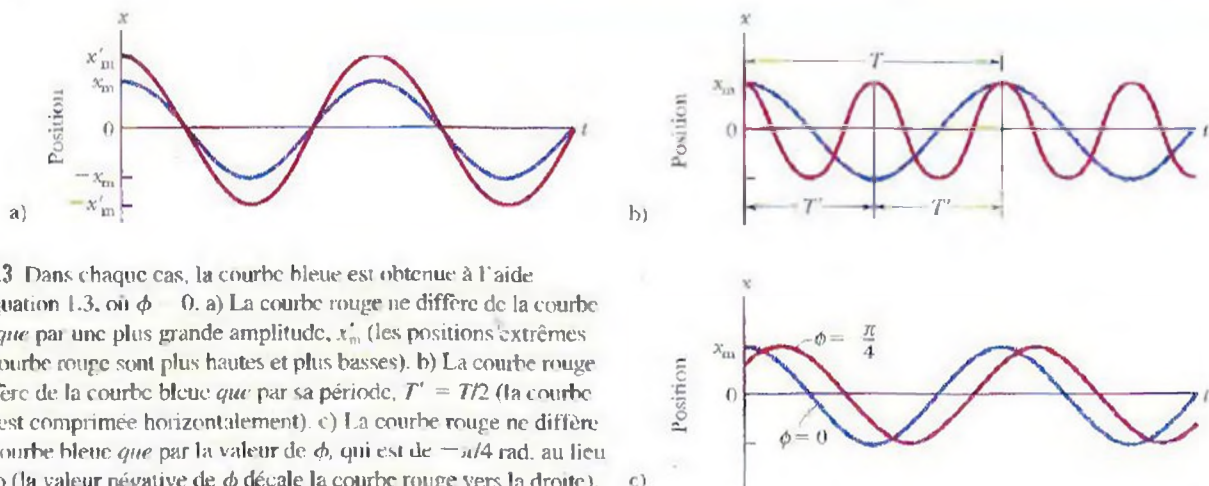 x
x′m
xm
0
−xm
−x′m
Position
t
a)
x
T
xm
0
Position
t
T′
T′
b)
.3 Dans chaque cas, la courbe bleue est obtenue à l'aide
quation 1.3, où ϕ = 0. a) La courbe rouge ne diffère de la courbe
que par une plus grande amplitude, x′m (les positions extrêmes
ourbe rouge sont plus hautes et plus basses). b) La courbe rouge
ère de la courbe bleue que par sa période, T′ = T/2 (la courbe
est comprimée horizontalement). c) La courbe rouge ne diffère
ourbe bleue que par la valeur de ϕ, qui est de −π/4 rad. au lieu
(la valeur négative de ϕ décale la courbe rouge vers la droite).
x
xm
0
Position
ϕ = π/4
ϕ = 0
t
c)